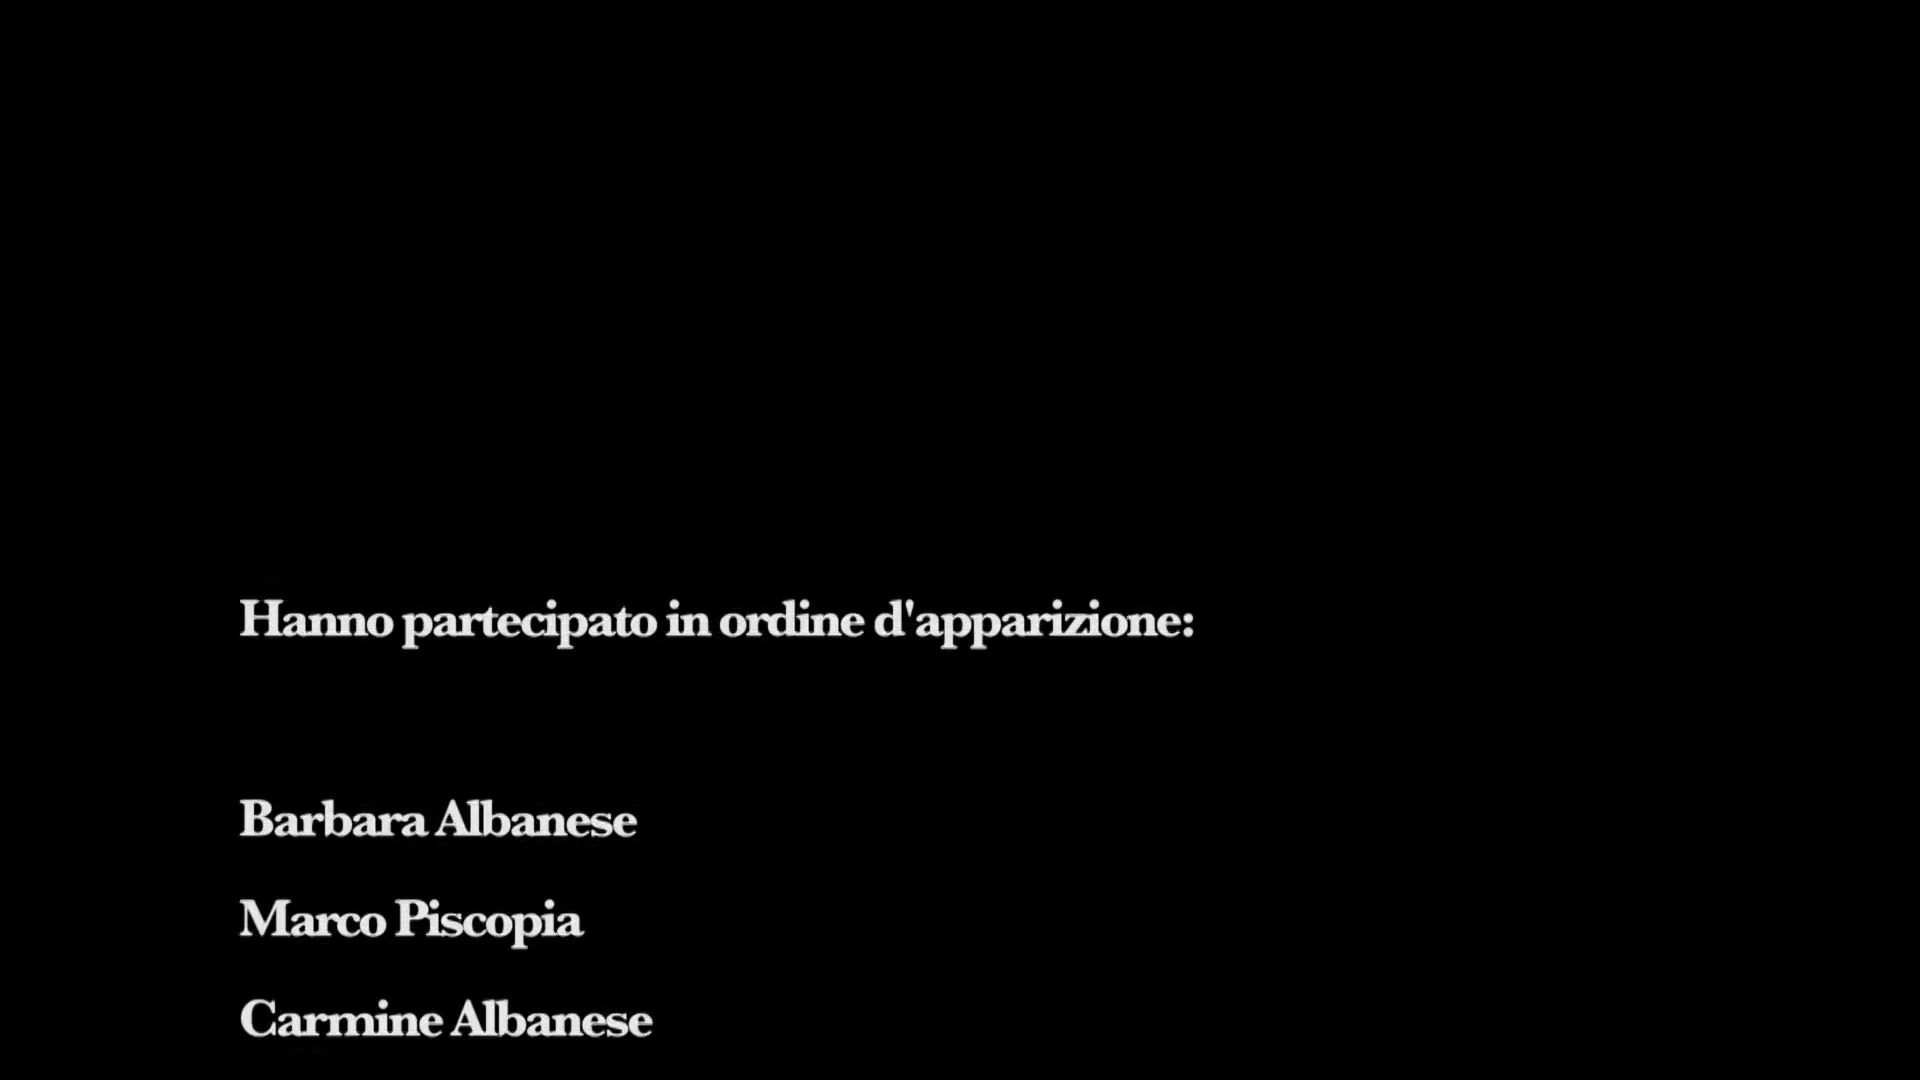 Hanno partecipato in ordine d'apparizione:
Barbara Albanese
Marco Piscopia
Carmine Albanese